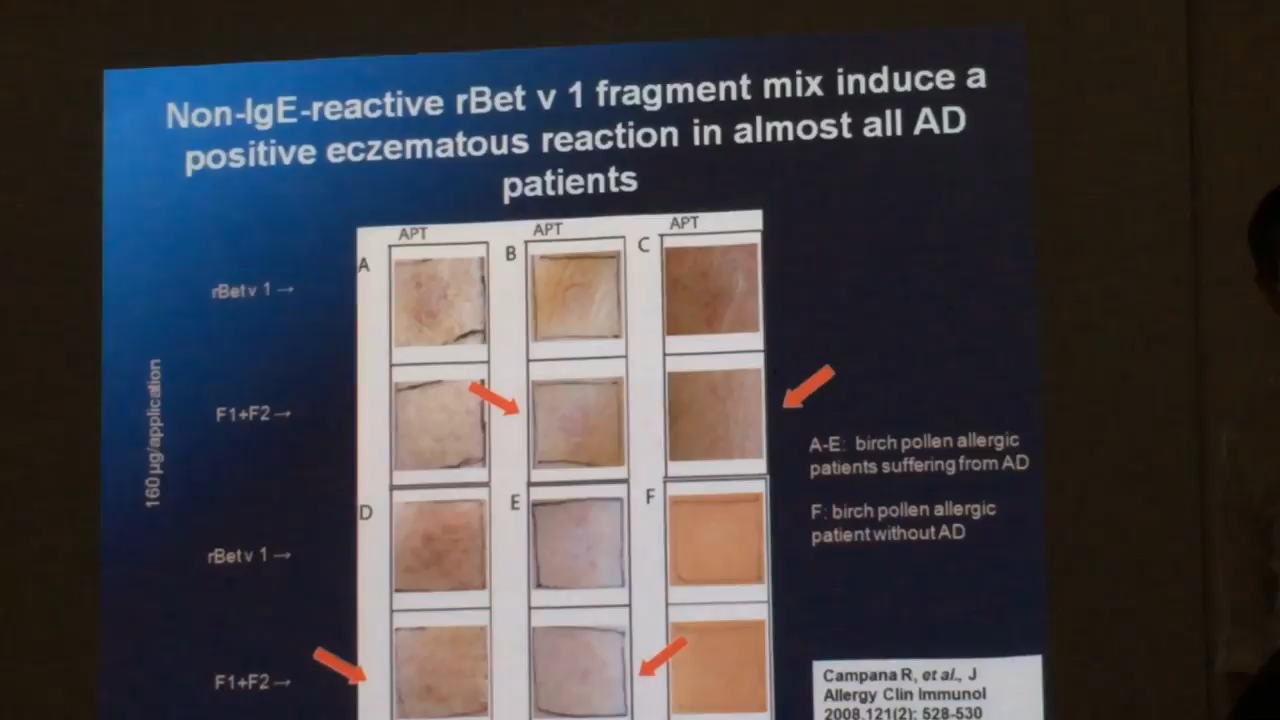 Non-IgE-reactive rBet v 1 fragment mix induce a
positive eczematous reaction in almost all AD
patients
APT
APT
APT
A
B
C
rBet v 1 →
F1+F2 →
160 µg/application
A-E: birch pollen allergic
patients suffering from AD
F: birch pollen allergic
patient without AD
D
E
F
rBet v 1 →
F1+F2 →
Campana R, et al., J
Allergy Clin Immunol
2008,121(2): 528-530